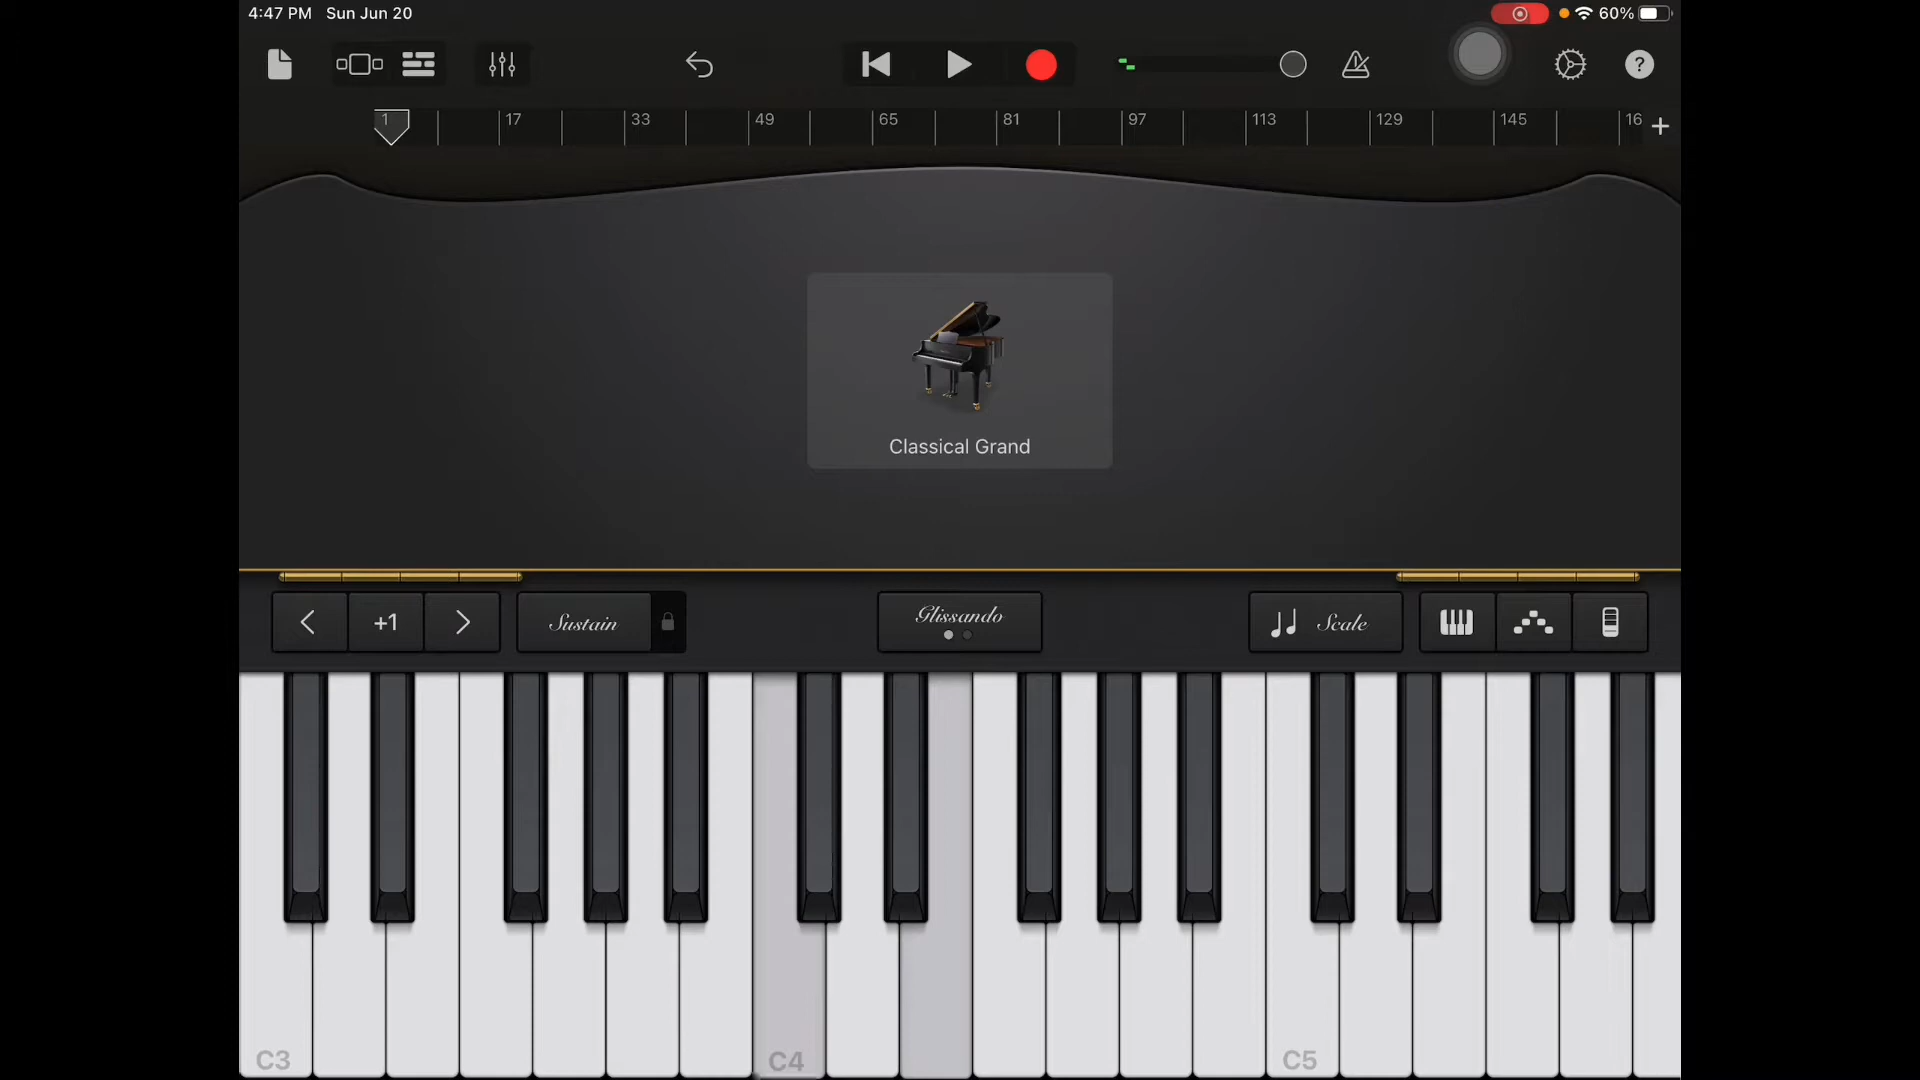 4:47 PM Sun Jun 20
60%
?
1 17 33 49 65 81 97 113 129 145 16 +
Classical Grand
+1
Sustain
Glissando
Scale
C3 C4 C5